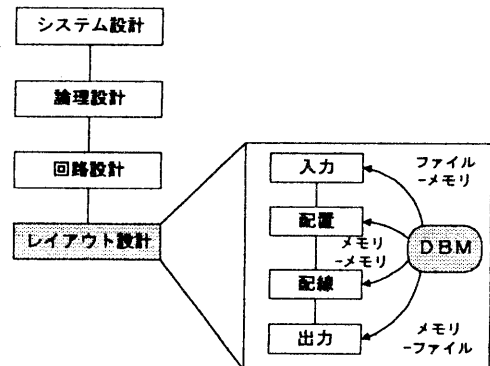 システム設計
論理設計
回路設計
レイアウト設計
入力
ファイル
-メモリ
配置
メモリ
-メモリ
DBM
配線
出力
メモリ
-ファイル